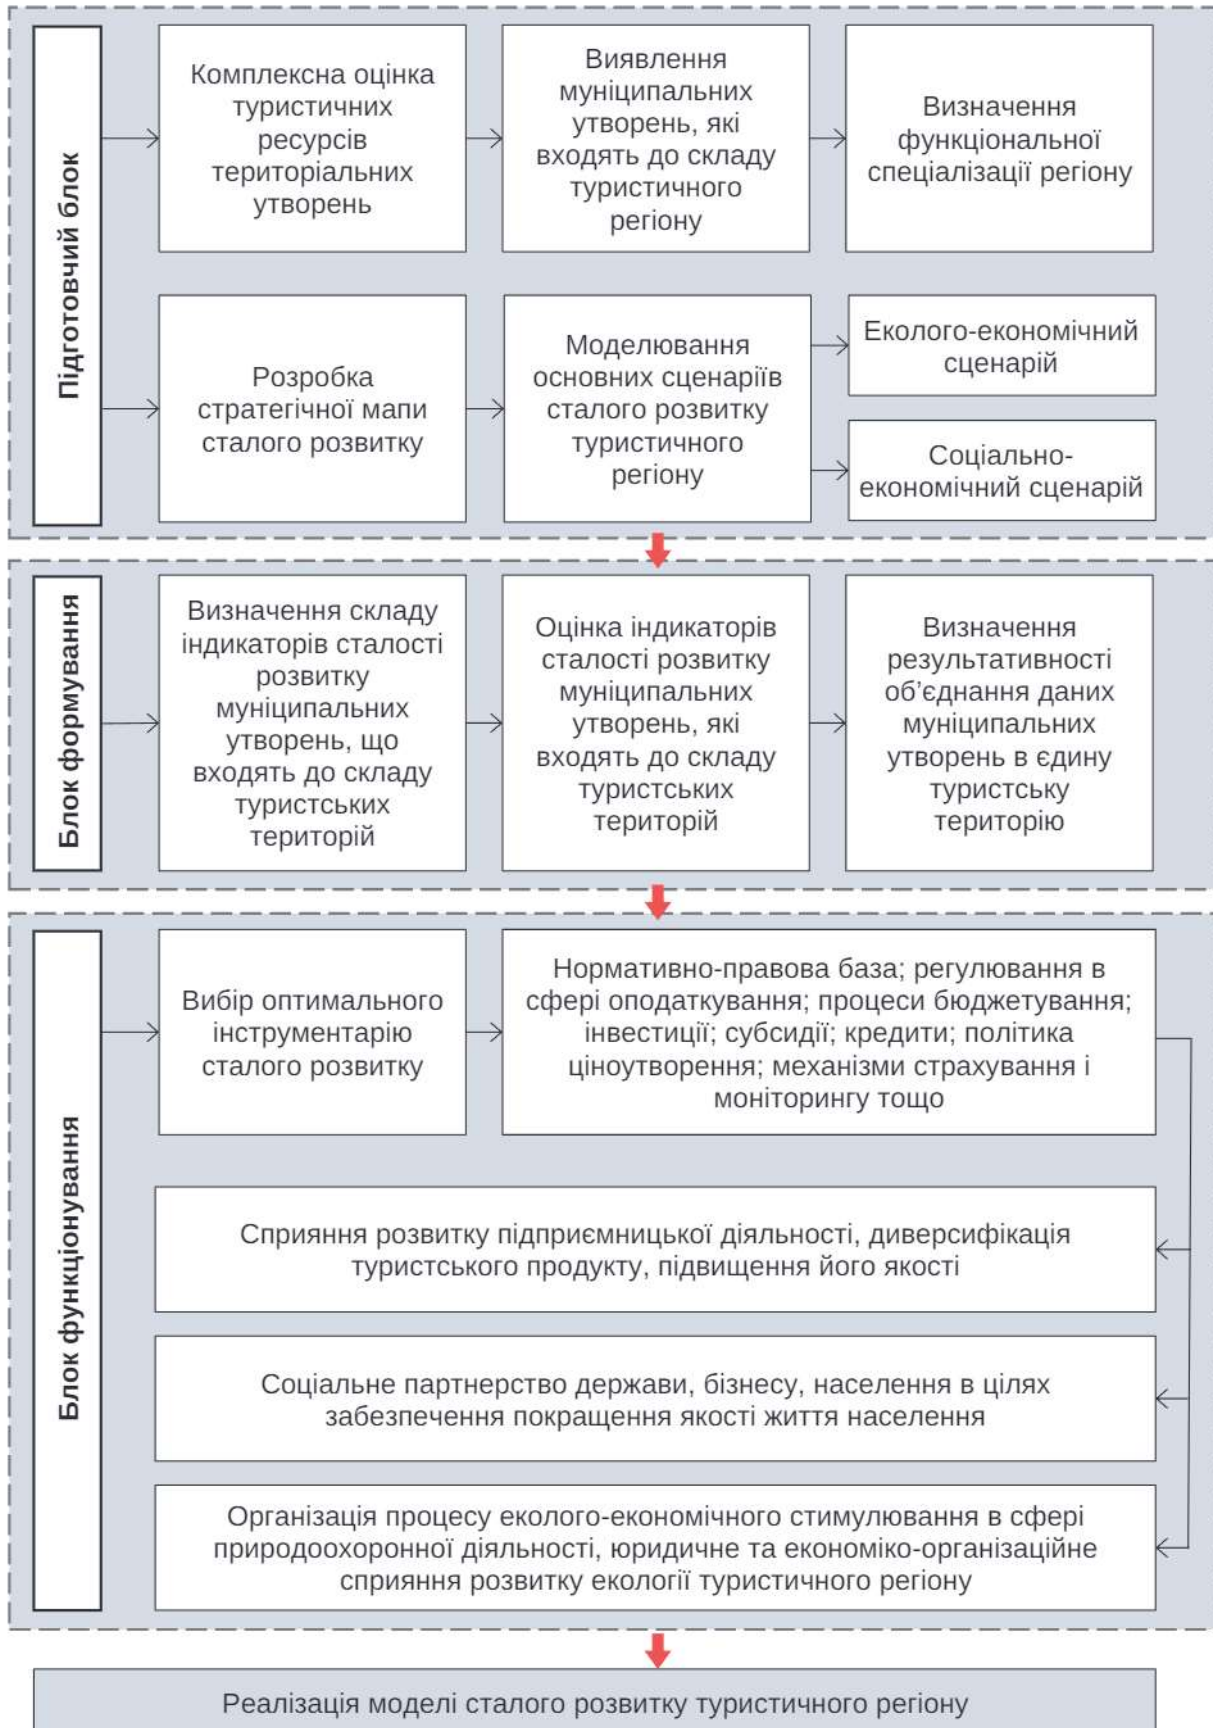 Підготовчий блок
Комплексна оцінка
туристичних
ресурсів
територіальних
утворень
Виявлення
муніципальних
утворень, які
входять до складу
туристичного
регіону
Визначення
функціональної
спеціалізації регіону
Розробка
стратегічної мапи
сталого розвитку
Моделювання
основних сценаріїв
сталого розвитку
туристичного
регіону
Еколого-економічний
сценарій
Соціально-
економічний сценарій
Блок формування
Визначення складу
індикаторів сталості
розвитку
муніципальних
утворень, що
входять до складу
туристських
територій
Оцінка індикаторів
сталості розвитку
муніципальних
утворень, які
входять до складу
туристських
територій
Визначення
результативності
об’єднання даних
муніципальних
утворень в єдину
туристську
територію
Блок функціонування
Вибір оптимального
інструментарію
сталого розвитку
Нормативно-правова база; регулювання в
сфері оподаткування; процеси бюджетування;
інвестиції; субсидії; кредити; політика
ціноутворення; механізми страхування і
моніторингу тощо
Сприяння розвитку підприємницької діяльності, диверсифікація
туристського продукту, підвищення його якості
Соціальне партнерство держави, бізнесу, населення в цілях
забезпечення покращення якості життя населення
Організація процесу еколого-економічного стимулювання в сфері
природоохоронної діяльності, юридичне та економіко-організаційне
сприяння розвитку екології туристичного регіону
Реалізація моделі сталого розвитку туристичного регіону